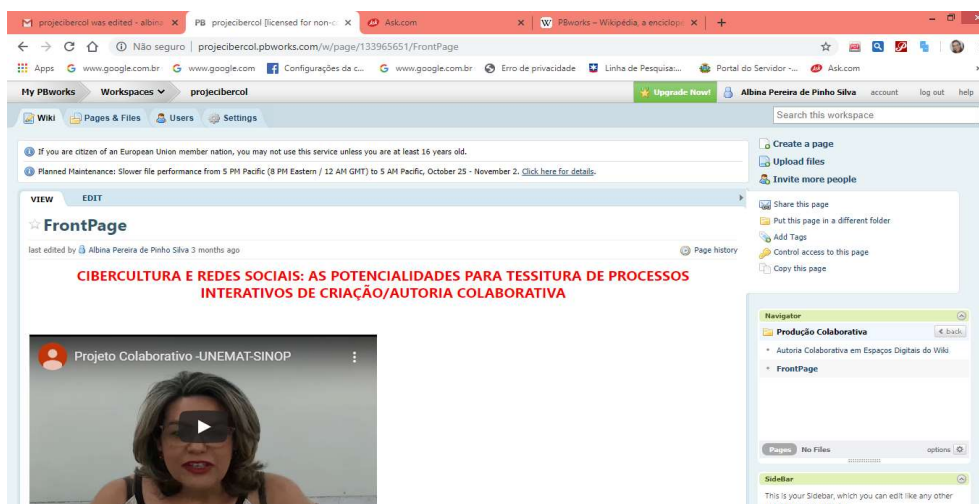 projecibercol was edited - albina
PB projecibercol [licensed for non-c
Ask.com
W PBworks – Wikipédia, a enciclop
Não seguro | projecibercol.pbworks.com/w/page/133965651/FrontPage
Apps www.google.com.br www.google.com Configurações da c... www.google.com.br Erro de privacidade Linha de Pesquisa:... Portal do Servidor -... Ask.com
My PBworks Workspaces projecibercol Upgrade Now! Albina Pereira de Pinho Silva account log out help
Wiki Pages & Files Users Settings Search this workspace
If you are citizen of an European Union member nation, you may not use this service unless you are at least 16 years old.
Planned Maintenance: Slower file performance from 5 PM Pacific (8 PM Eastern / 12 AM GMT) to 5 AM Pacific, October 25 - November 2. Click here for details.
VIEW EDIT
FrontPage
last edited by Albina Pereira de Pinho Silva 3 months ago Page history
CIBERCULTURA E REDES SOCIAIS: AS POTENCIALIDADES PARA TESSITURA DE PROCESSOS
INTERATIVOS DE CRIAÇÃO/AUTORIA COLABORATIVA
Projeto Colaborativo -UNEMAT-SINOP
Create a page
Upload files
Invite more people
Share this page
Put this page in a different folder
Add Tags
Control access to this page
Copy this page
Navigator
Produção Colaborativa back
Autoria Colaborativa em Espaços Digitais do Wiki
FrontPage
Pages No Files options
SideBar
This is your Sidebar, which you can edit like any other